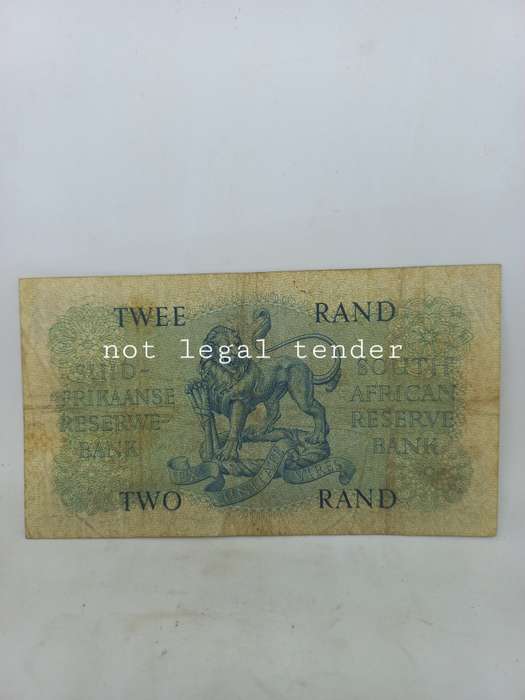 TWEE RAND
not legal tender
SUID SOUTH
AFRIKAANSE AFRICAN
RESERWE- RESERVE
BANK BANK
TWO RAND